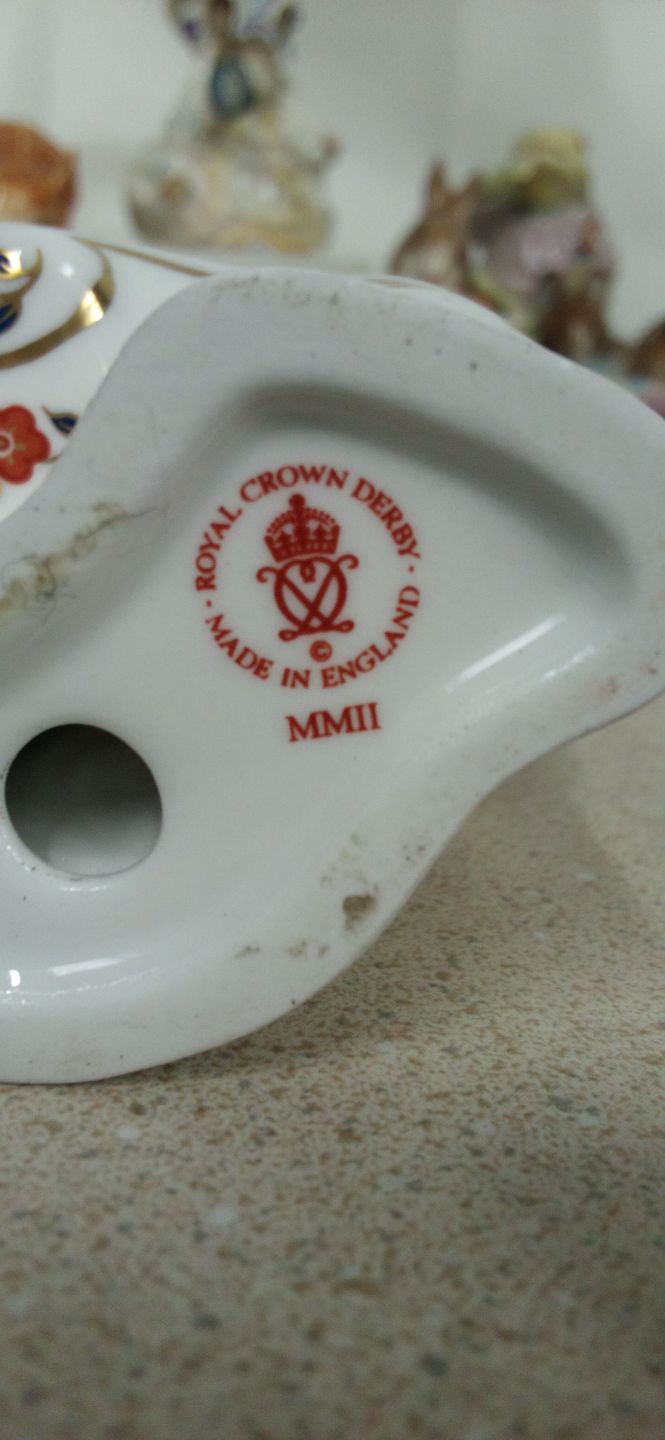 ROYAL CROWN DERBY
©
· MADE IN ENGLAND ·
MMII